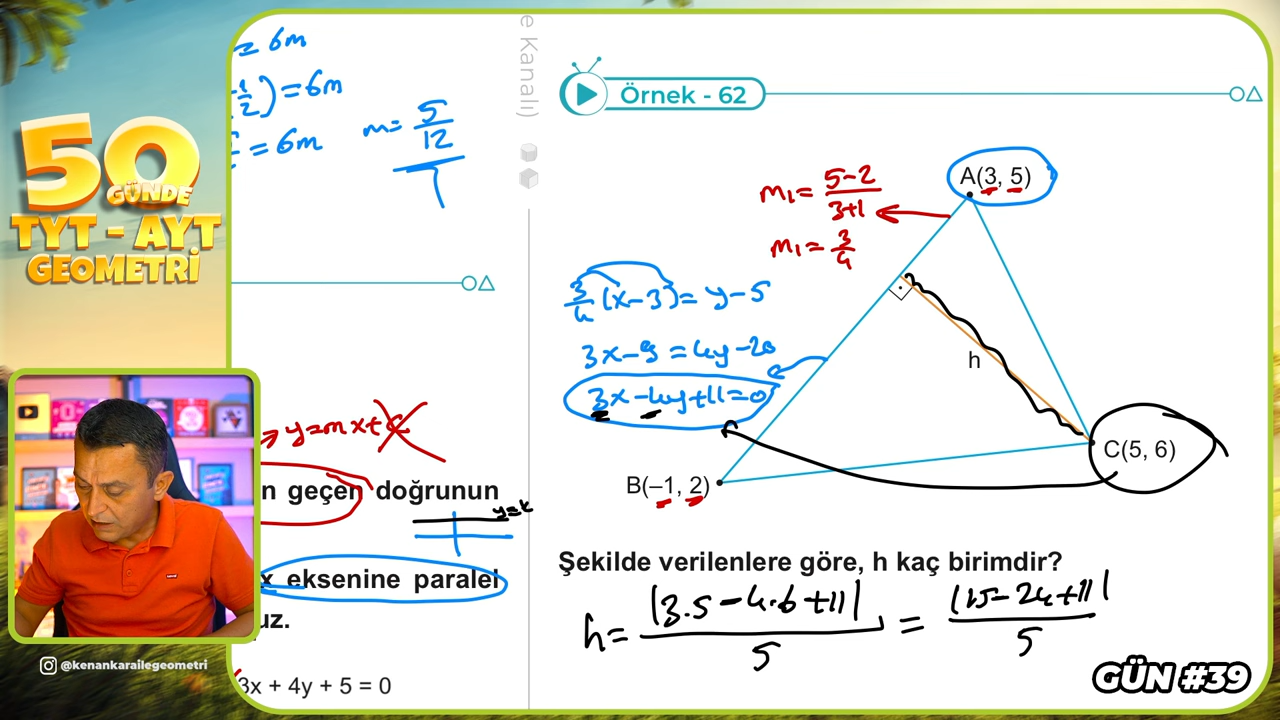 50
GÜNDE
TYT - AYT
GEOMETRİ
@kenankarailegeometri
= 6m
= 6m
= 6m
m = 5/12
e Kanalı)
⇒ y=mx+c
n geçen doğrunun
y=k
x eksenine paralel
uz.
3x + 4y + 5 = 0
Örnek - 62
A(3, 5)
m₁ = (5-2)/(3+1)
m₁ = 3/4
3/4 (x-3) = y-5
3x-9 = 4y-20
3x-4y+11=0
h
C(5, 6)
B(–1, 2)
Şekilde verilenlere göre, h kaç birimdir?
h = |3.5-4.6+11|/5 = |15-24+11|/5
GÜN #39